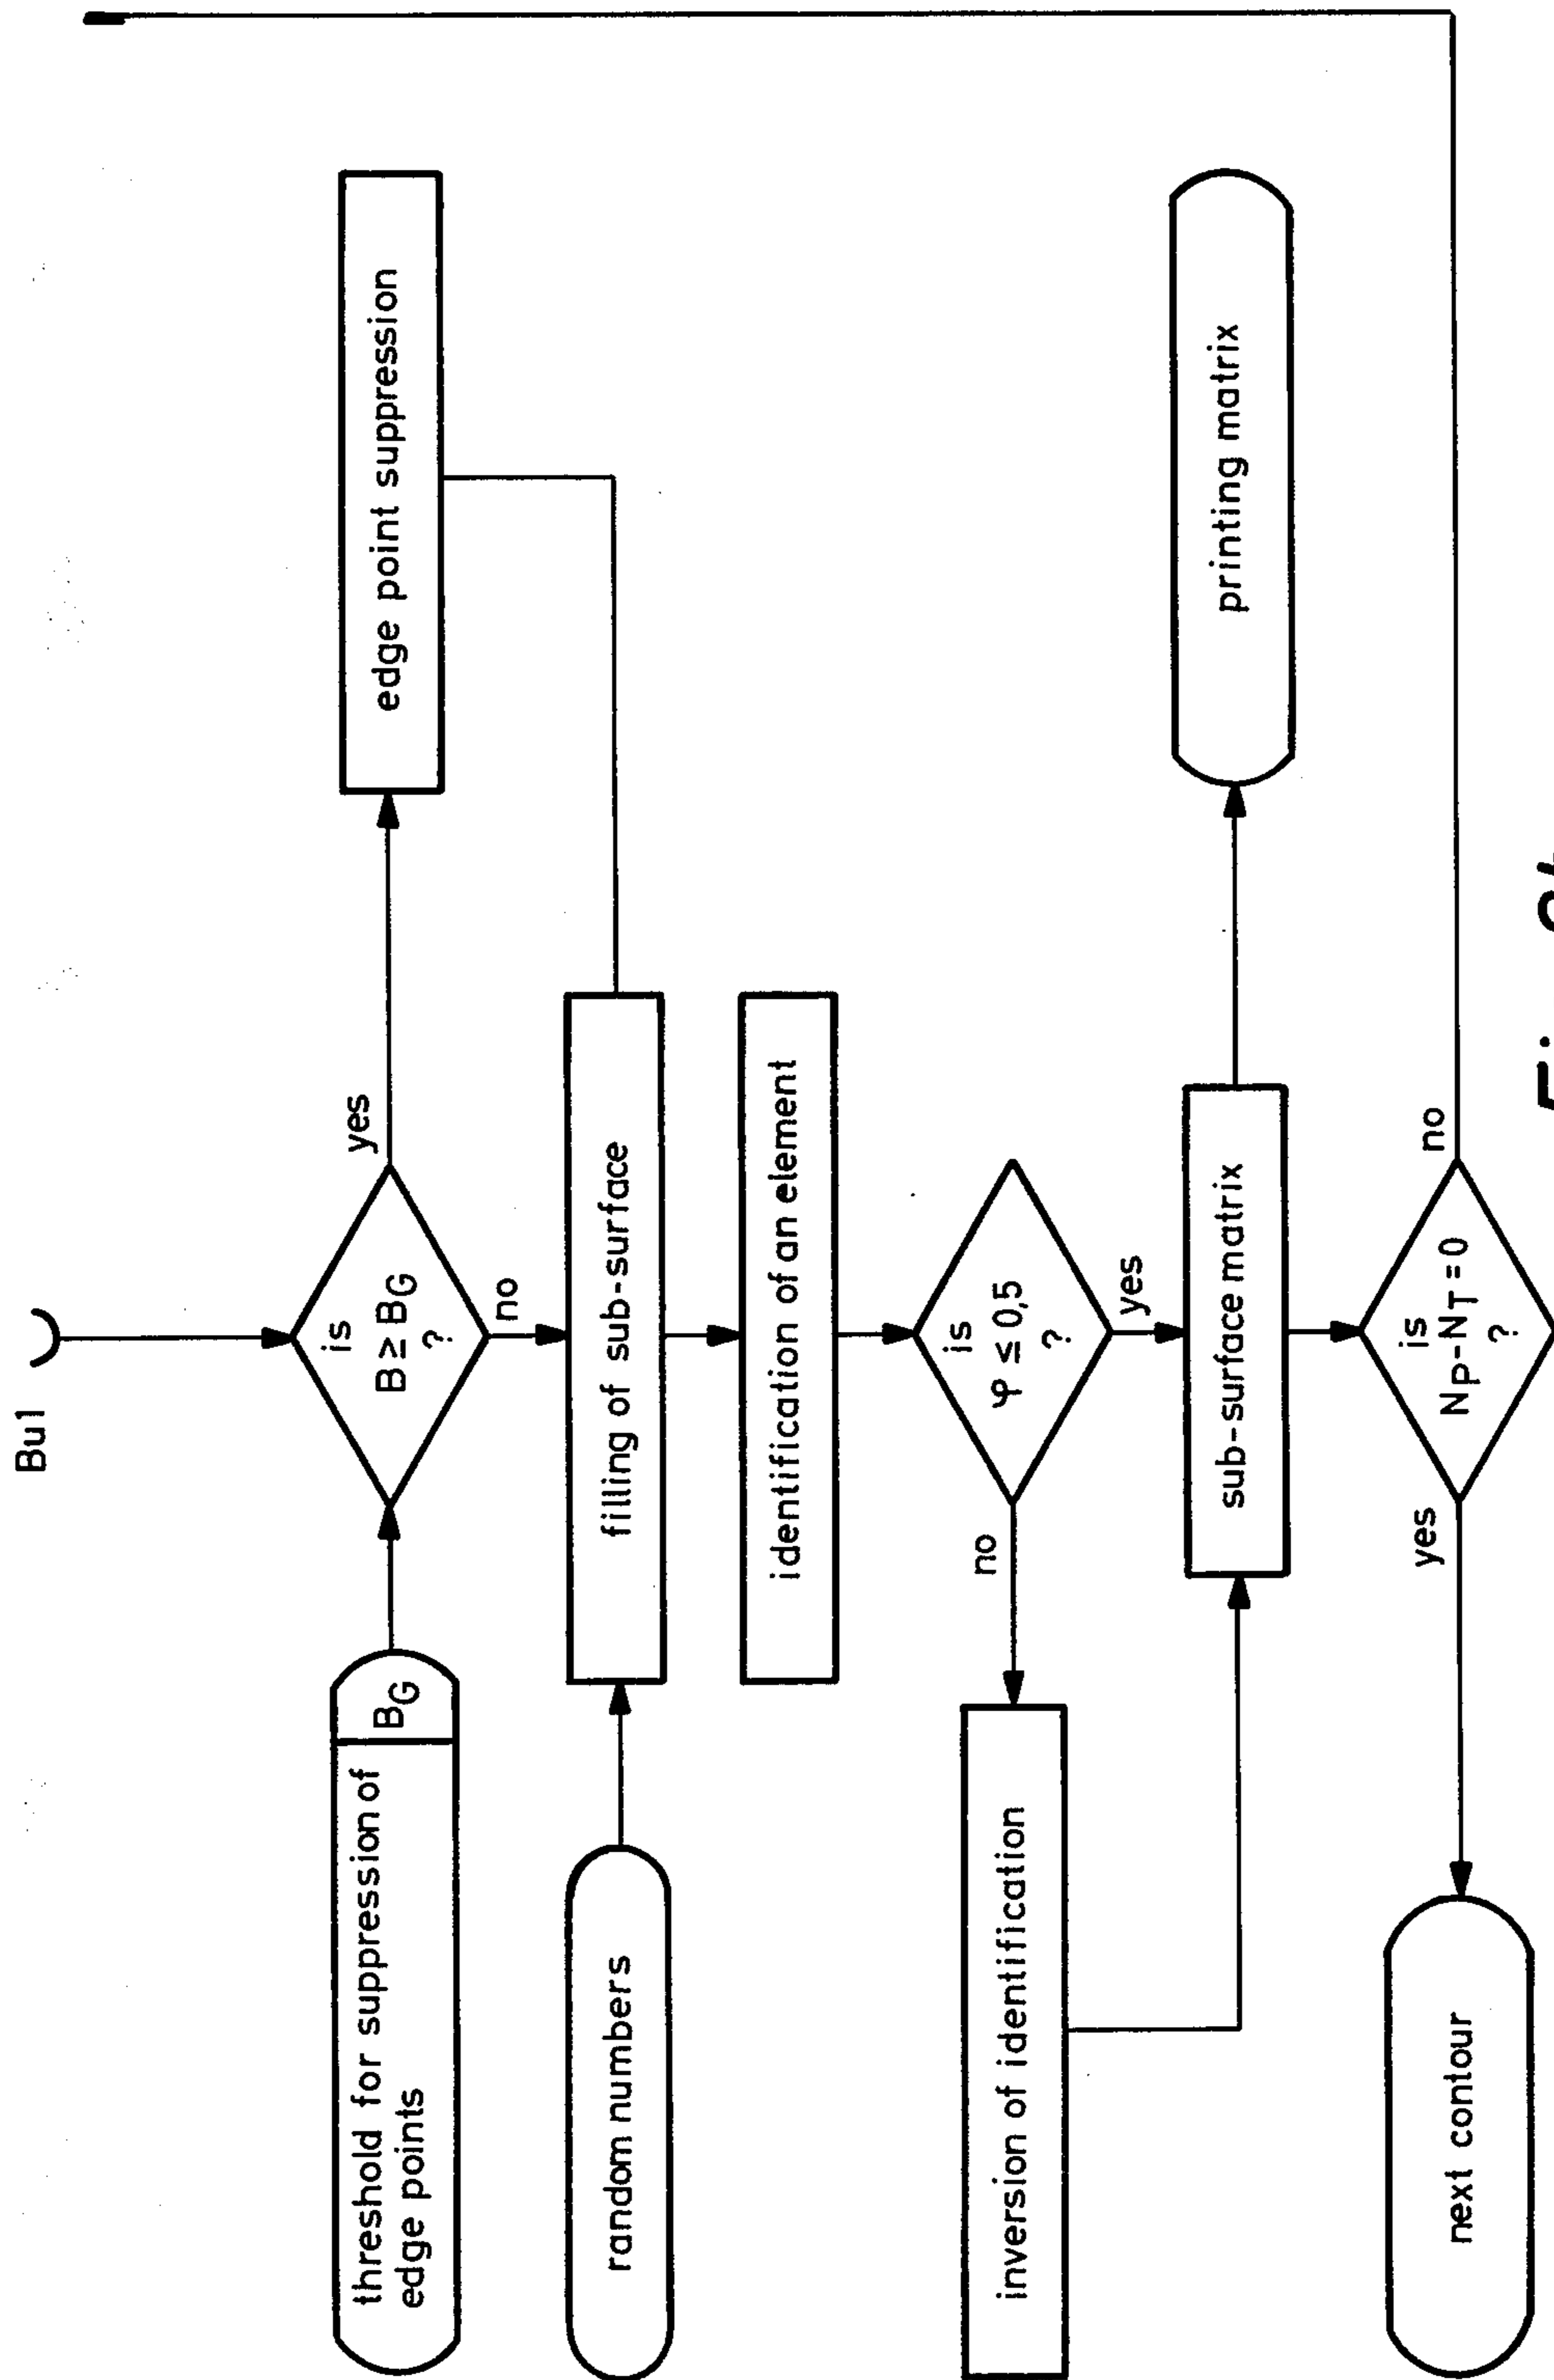 Bul
threshold for suppression of
edge points
B_G
is
B ≥ B_G
?
yes
no
edge point suppression
random numbers
filling of sub-surface
identification of an element
is
φ ≤ 0,5
?
no
yes
inversion of identification
sub-surface matrix
printing matrix
is
N_P-N_T=0
?
yes
no
next contour